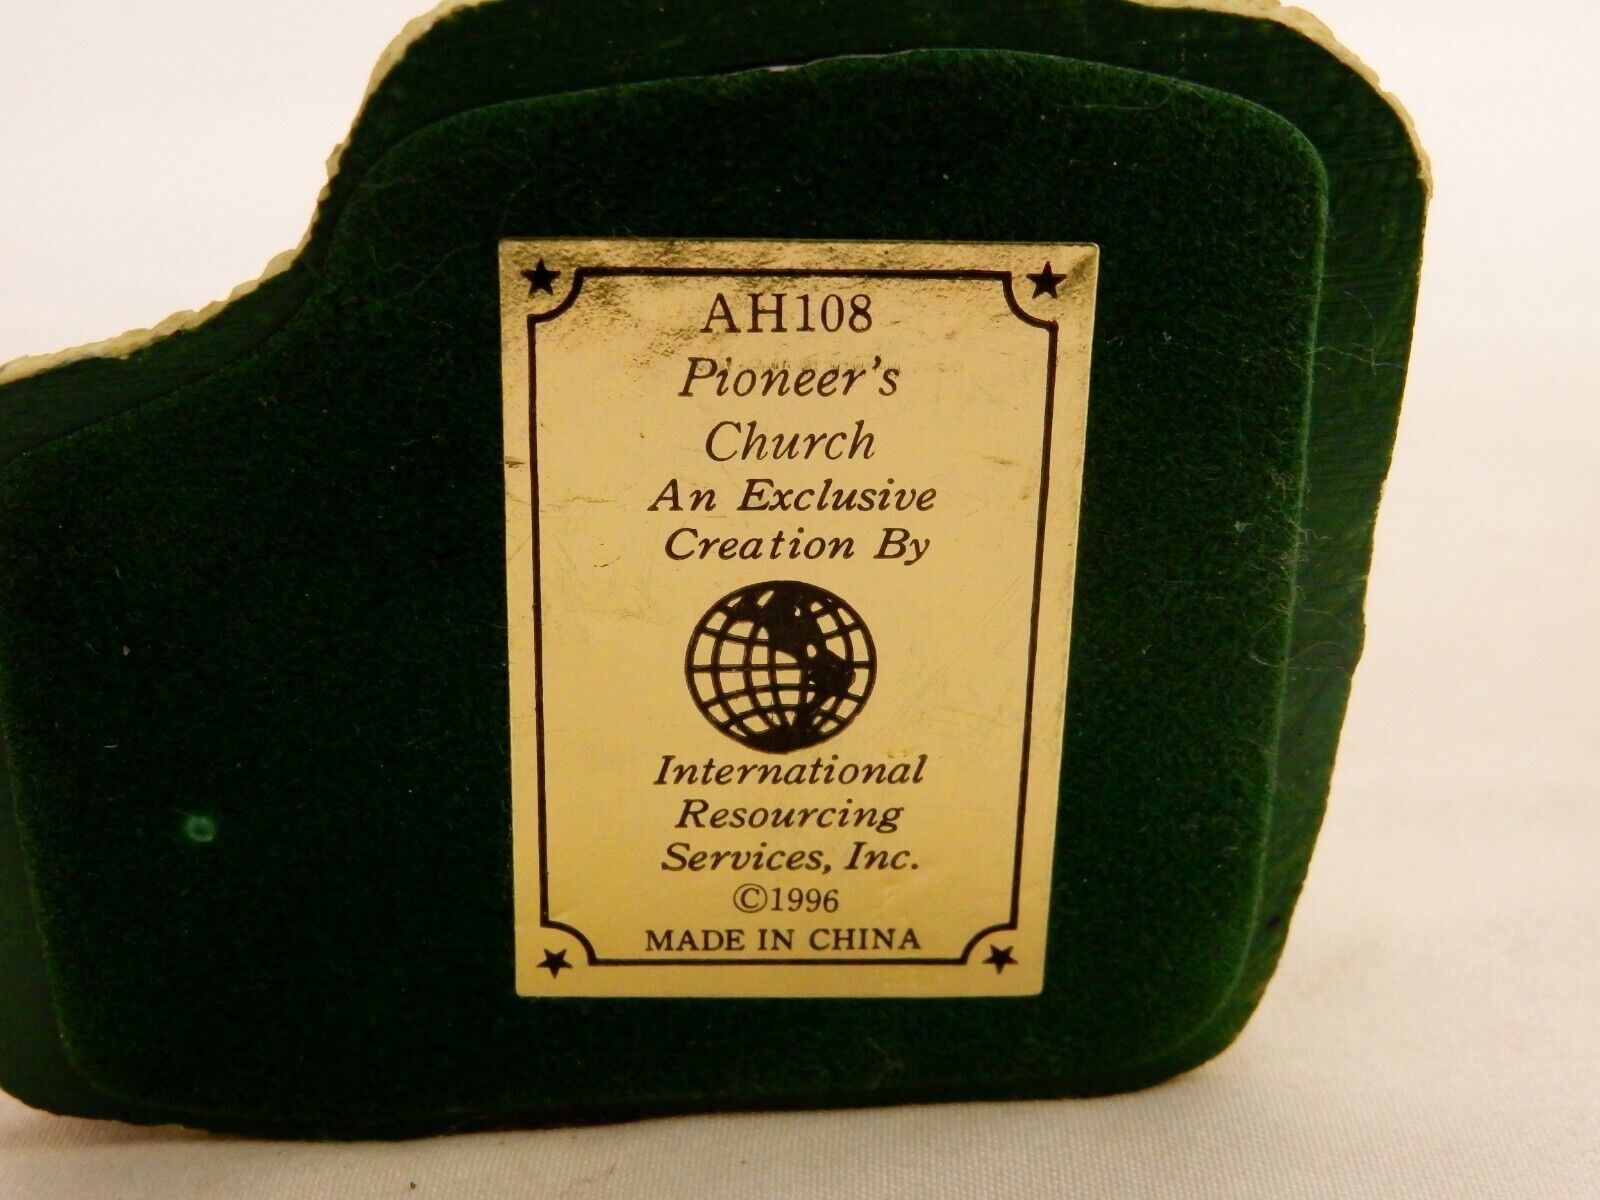 AH108
Pioneer's
Church
An Exclusive
Creation By
International
Resourcing
Services, Inc.
©1996
MADE IN CHINA